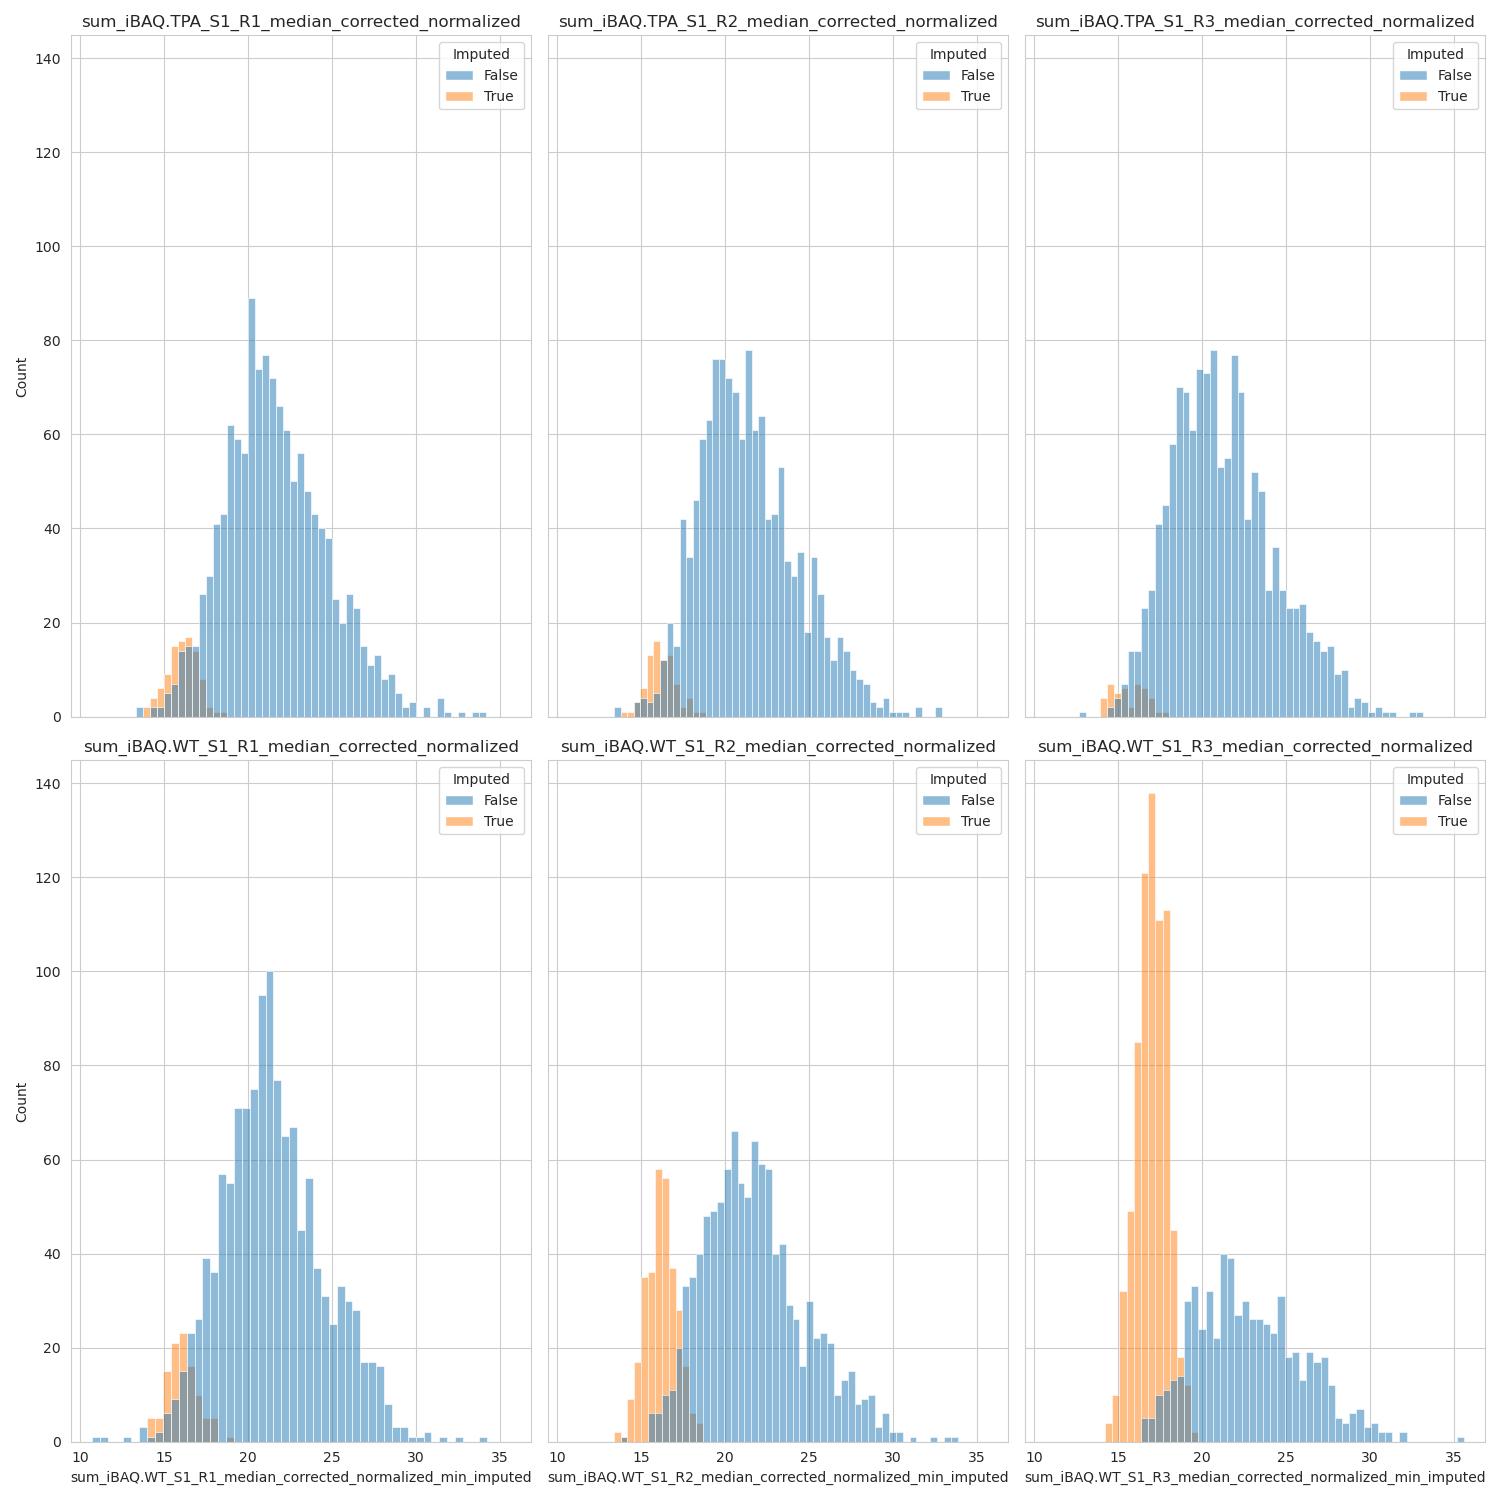 sum_iBAQ.TPA_S1_R1_median_corrected_normalized
sum_iBAQ.TPA_S1_R2_median_corrected_normalized
sum_iBAQ.TPA_S1_R3_median_corrected_normalized
Imputed
False
True
Imputed
False
True
Imputed
False
True
140
120
100
80
60
40
20
0
Count
sum_iBAQ.WT_S1_R1_median_corrected_normalized
sum_iBAQ.WT_S1_R2_median_corrected_normalized
sum_iBAQ.WT_S1_R3_median_corrected_normalized
Imputed
False
True
Imputed
False
True
Imputed
False
True
140
120
100
80
60
40
20
0
Count
10 15 20 25 30 35
10 15 20 25 30 35
10 15 20 25 30 35
sum_iBAQ.WT_S1_R1_median_corrected_normalized_min_imputed
sum_iBAQ.WT_S1_R2_median_corrected_normalized_min_imputed
sum_iBAQ.WT_S1_R3_median_corrected_normalized_min_imputed